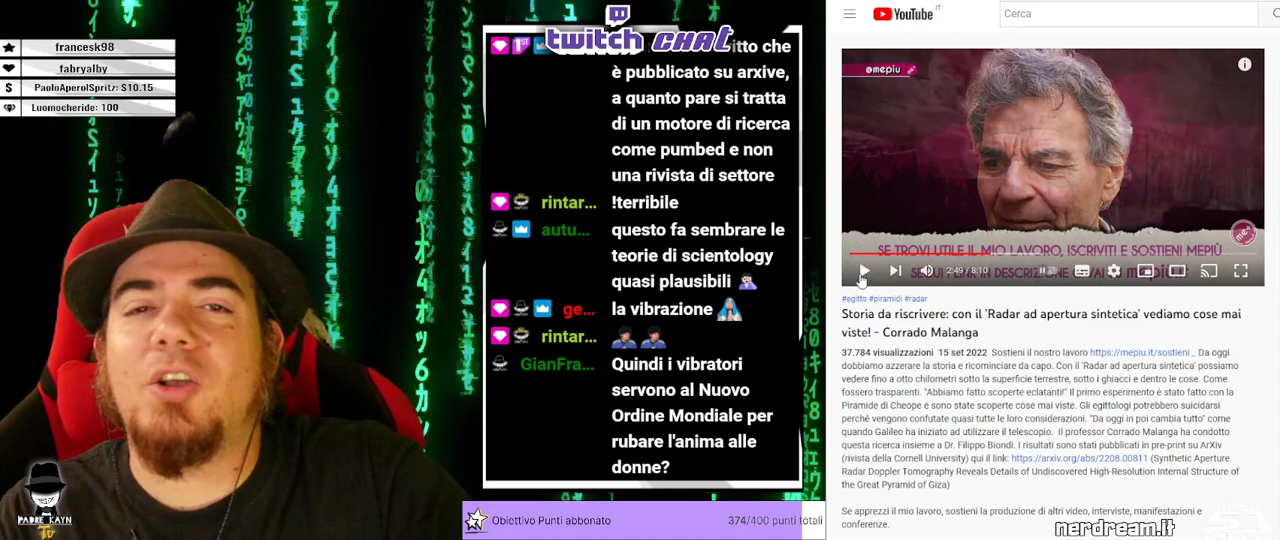 francesk98
fabryalby
PaoloAperolSpritz: $10.15
Luomocheride: 100
PADRE KAYN
Tv
twitch CHAT
itto che
è pubblicato su arxive,
a quanto pare si tratta
di un motore di ricerca
come pumbed e non
una rivista di settore
rintar... !terribile
autu... questo fa sembrare le
teorie di scientology
quasi plausibili
ge... la vibrazione
rintar...
GianFra... Quindi i vibratori
servono al Nuovo
Ordine Mondiale per
rubare l'anima alle
donne?
Obiettivo Punti abbonato 374/400 punti totali
YouTube IT
Cerca
@mepiu
SE TROVI UTILE IL MIO LAVORO, ISCRIVITI E SOSTIENI MEPIÙ
2:49 / 8:10
#egitto #piramidi #radar
Storia da riscrivere: con il 'Radar ad apertura sintetica' vediamo cose mai
viste! - Corrado Malanga
37.784 visualizzazioni 15 set 2022 Sostieni il nostro lavoro https://mepiu.it/sostieni_ Da oggi
dobbiamo azzerare la storia e ricominciare da capo. Con il 'Radar ad apertura sintetica' possiamo
vedere fino a otto chilometri sotto la superficie terrestre, sotto i ghiacci e dentro le cose. Come
fossero trasparenti. "Abbiamo fatto scoperte eclatanti!" Il primo esperimento è stato fatto con la
Piramide di Cheope e sono state scoperte cose mai viste. Gli egittologi potrebbero suicidarsi
perché vengono confutate quasi tutte le loro considerazioni. "Da oggi in poi cambia tutto" come
quando Galileo ha iniziato ad utilizzare il telescopio. Il professor Corrado Malanga ha condotto
questa ricerca insieme a Dr. Filippo Biondi. I risultati sono stati pubblicati in pre-print su ArXiv
(rivista della Cornell University) qui il link: https://arxiv.org/abs/2208.00811 (Synthetic Aperture
Radar Doppler Tomography Reveals Details of Undiscovered High-Resolution Internal Structure of
the Great Pyramid of Giza)
Se apprezzi il mio lavoro, sostieni la produzione di altri video, interviste, manifestazioni e
conferenze.
nerdream.it